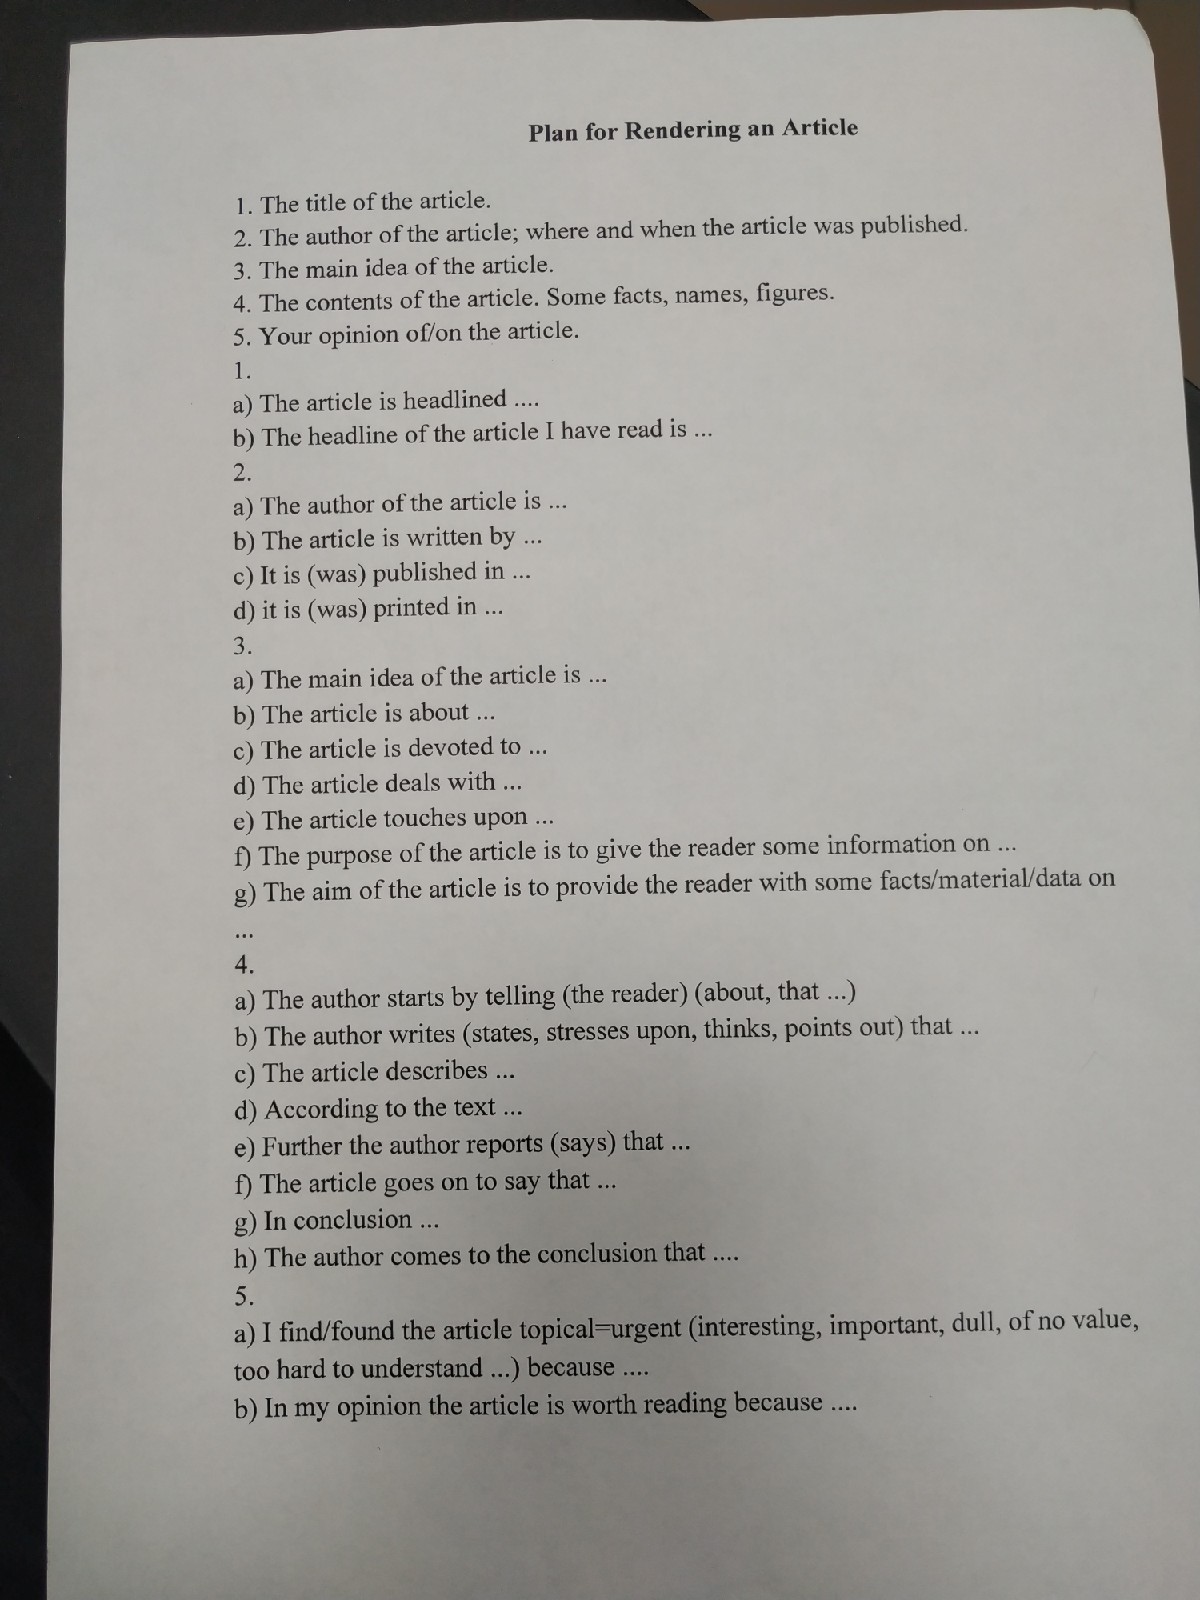 Plan for Rendering an Article
1. The title of the article.
2. The author of the article; where and when the article was published.
3. The main idea of the article.
4. The contents of the article. Some facts, names, figures.
5. Your opinion of/on the article.
1.
a) The article is headlined ....
b) The headline of the article I have read is ...
2.
a) The author of the article is ...
b) The article is written by ...
c) It is (was) published in ...
d) it is (was) printed in ...
3.
a) The main idea of the article is ...
b) The article is about ...
c) The article is devoted to ...
d) The article deals with ...
e) The article touches upon ...
f) The purpose of the article is to give the reader some information on ...
g) The aim of the article is to provide the reader with some facts/material/data on
...
4.
a) The author starts by telling (the reader) (about, that ...)
b) The author writes (states, stresses upon, thinks, points out) that ...
c) The article describes ...
d) According to the text ...
e) Further the author reports (says) that ...
f) The article goes on to say that ...
g) In conclusion ...
h) The author comes to the conclusion that ....
5.
a) I find/found the article topical=urgent (interesting, important, dull, of no value,
too hard to understand ...) because ....
b) In my opinion the article is worth reading because ....